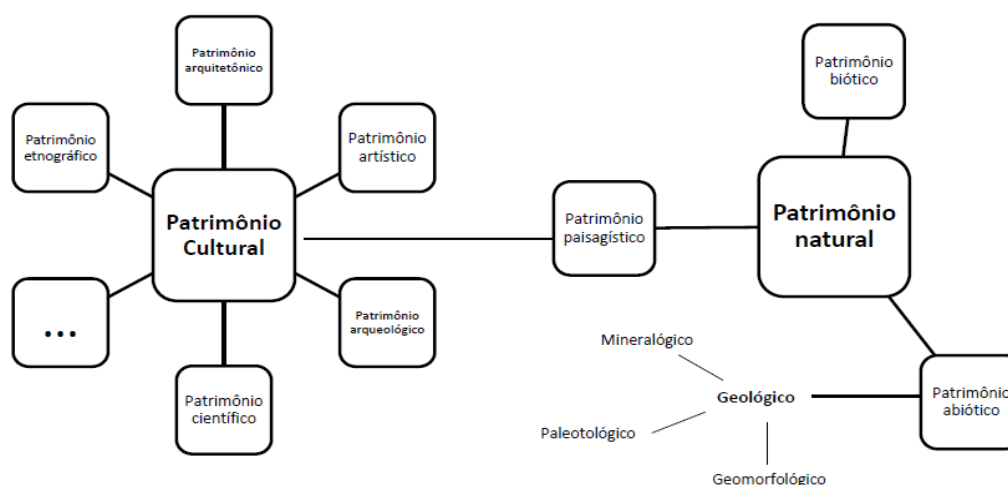 Patrimônio
arquitetônico
Patrimônio
etnográfico
Patrimônio
artístico
Patrimônio
Cultural
...
Patrimônio
arqueológico
Patrimônio
científico
Patrimônio
paisagístico
Patrimônio
biótico
Patrimônio
natural
Patrimônio
abiótico
Geológico
Mineralógico
Paleotológico
Geomorfológico